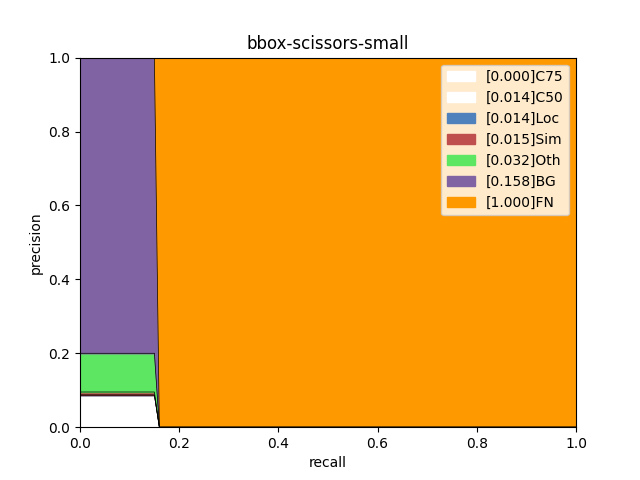 bbox-scissors-small
1.0
0.8
0.6
0.4
0.2
0.0
precision
[0.000]C75
[0.014]C50
[0.014]Loc
[0.015]Sim
[0.032]Oth
[0.158]BG
[1.000]FN
0.0 0.2 0.4 0.6 0.8 1.0
recall